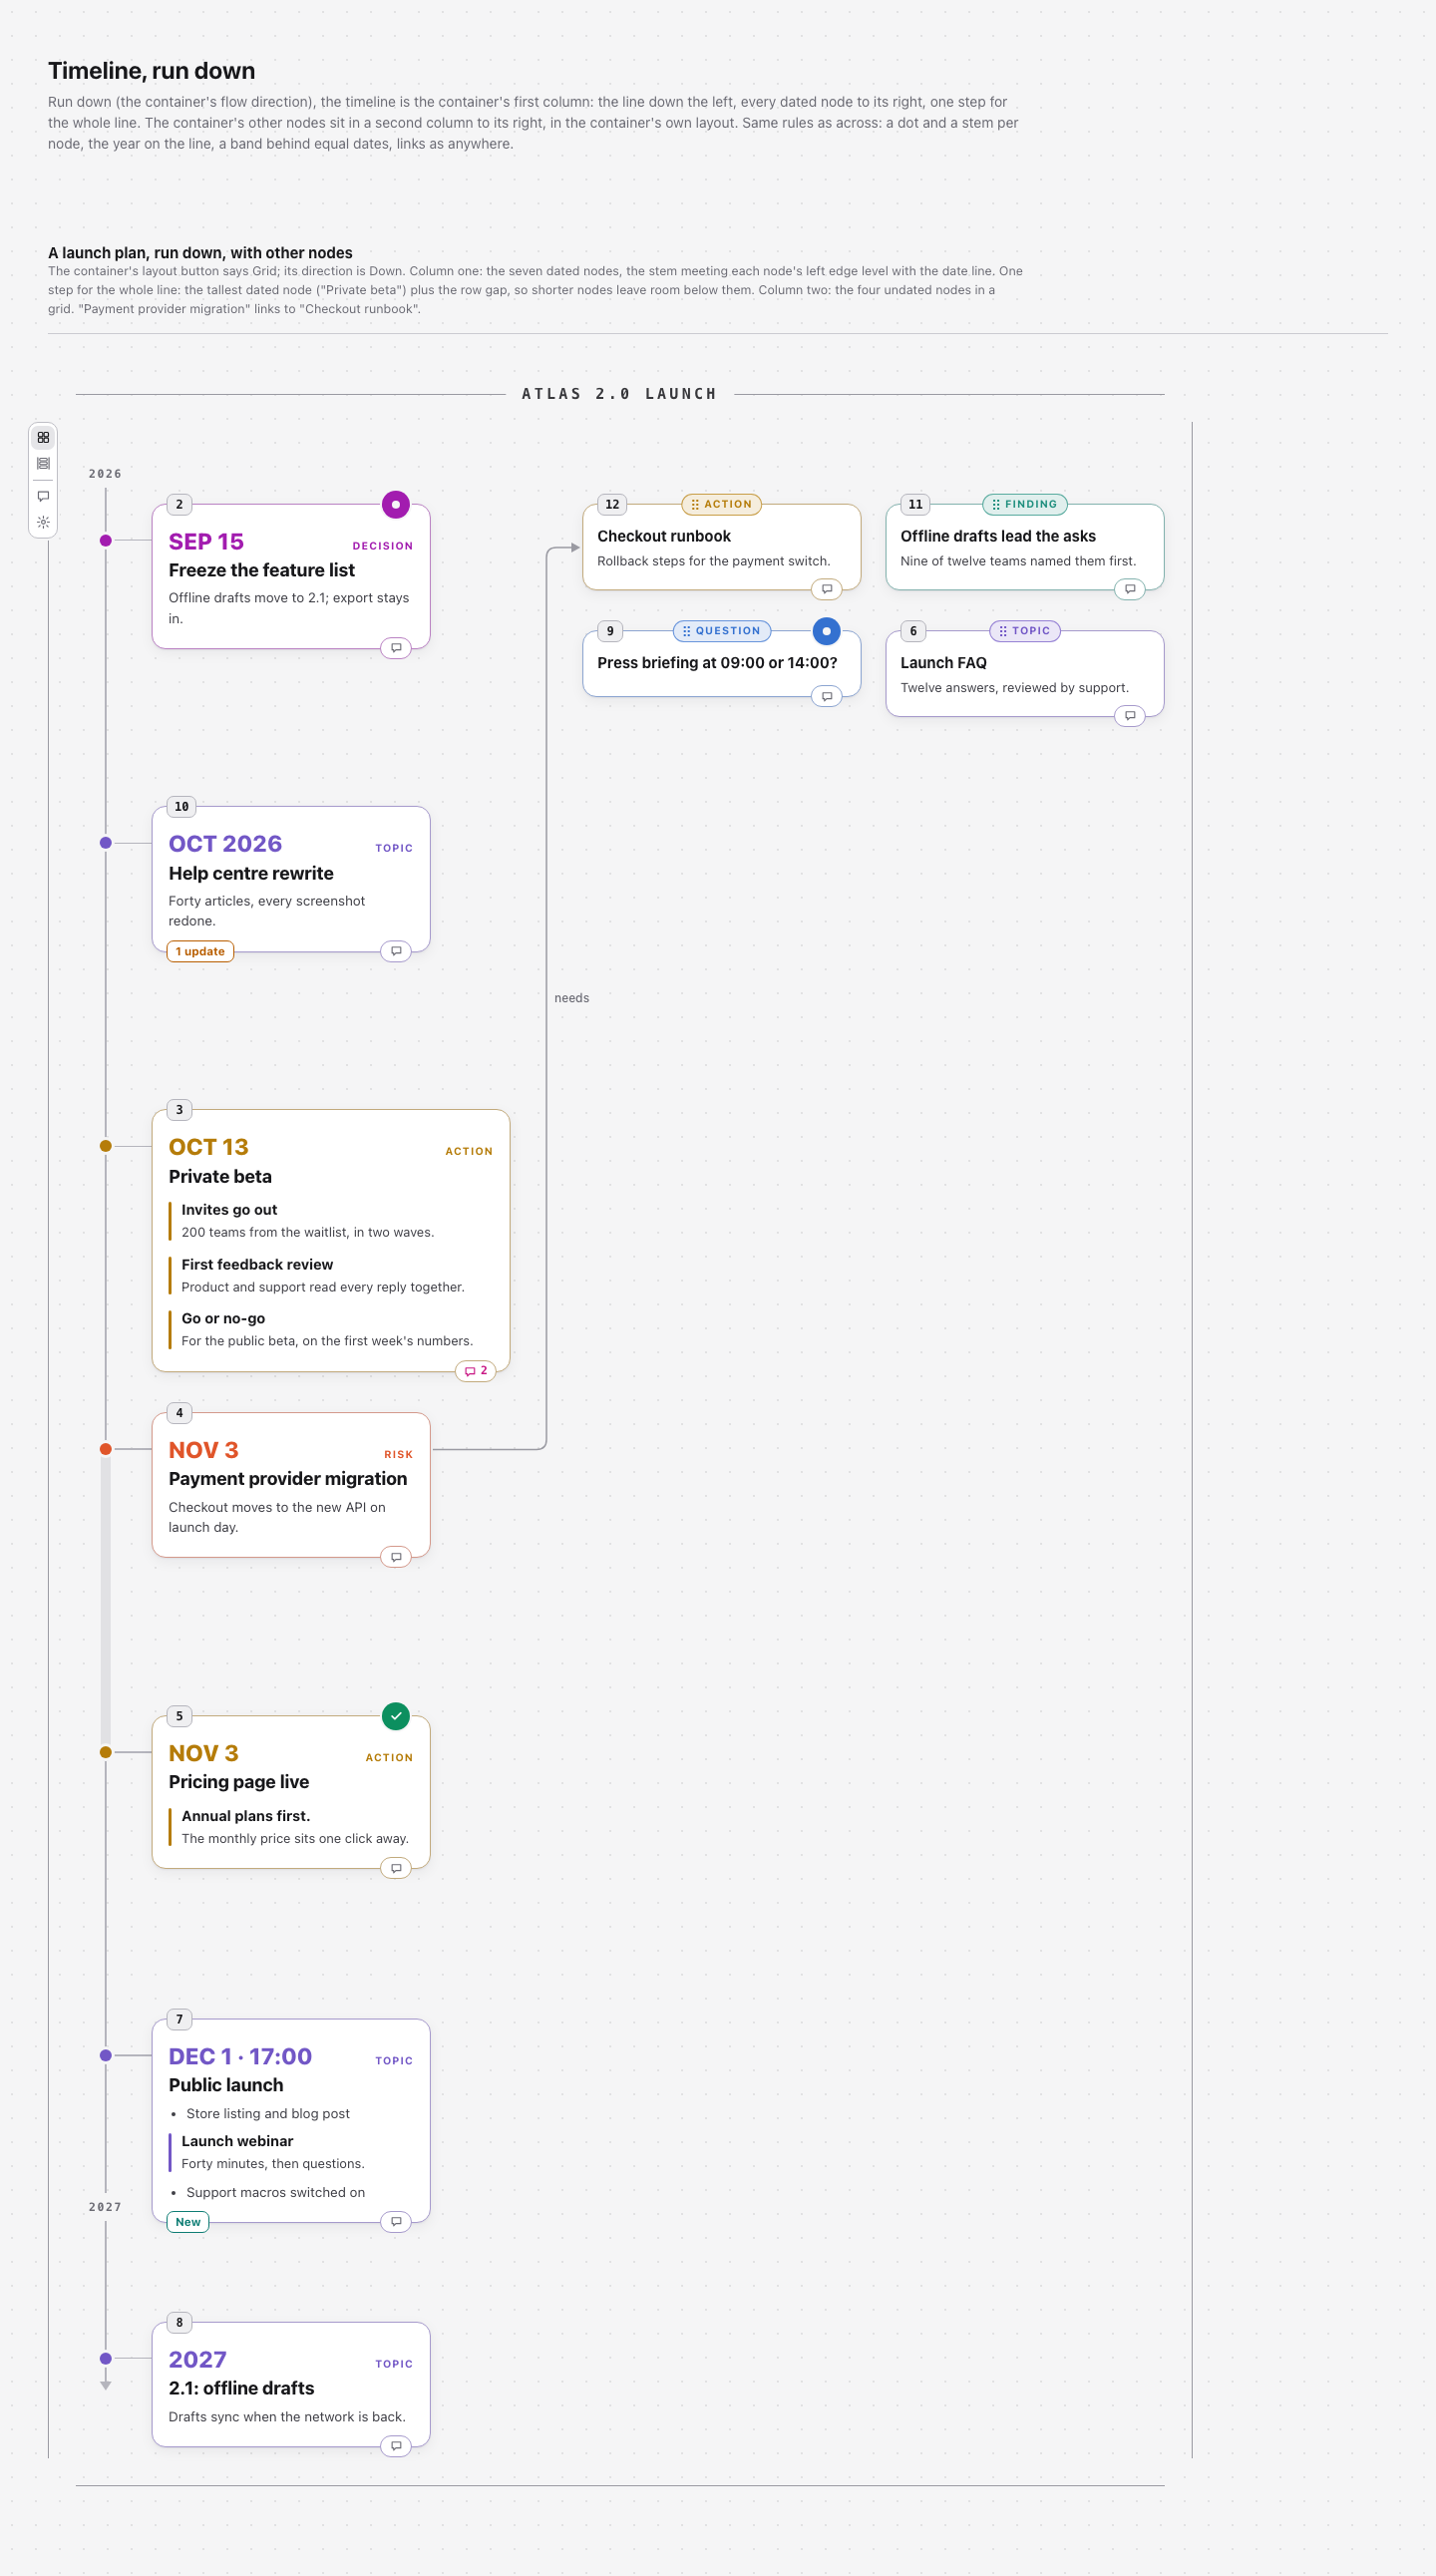 Timeline, run down
Run down (the container's flow direction), the timeline is the container's first column: the line down the left, every dated node to its right, one step for
the whole line. The container's other nodes sit in a second column to its right, in the container's own layout. Same rules as across: a dot and a stem per
node, the year on the line, a band behind equal dates, links as anywhere.
A launch plan, run down, with other nodes
The container's layout button says Grid; its direction is Down. Column one: the seven dated nodes, the stem meeting each node's left edge level with the date line. One
step for the whole line: the tallest dated node ("Private beta") plus the row gap, so shorter nodes leave room below them. Column two: the four undated nodes in a
grid. "Payment provider migration" links to "Checkout runbook".
ATLAS 2.0 LAUNCH
2026
2
SEP 15
DECISION
Freeze the feature list
Offline drafts move to 2.1; export stays
in.
12
ACTION
Checkout runbook
Rollback steps for the payment switch.
11
FINDING
Offline drafts lead the asks
Nine of twelve teams named them first.
9
QUESTION
Press briefing at 09:00 or 14:00?
6
TOPIC
Launch FAQ
Twelve answers, reviewed by support.
10
OCT 2026
TOPIC
Help centre rewrite
Forty articles, every screenshot
redone.
1 update
needs
3
OCT 13
ACTION
Private beta
Invites go out
200 teams from the waitlist, in two waves.
First feedback review
Product and support read every reply together.
Go or no-go
For the public beta, on the first week's numbers.
2
4
NOV 3
RISK
Payment provider migration
Checkout moves to the new API on
launch day.
5
NOV 3
ACTION
Pricing page live
Annual plans first.
The monthly price sits one click away.
7
DEC 1 · 17:00
TOPIC
Public launch
• Store listing and blog post
Launch webinar
Forty minutes, then questions.
• Support macros switched on
New
2027
8
2027
TOPIC
2.1: offline drafts
Drafts sync when the network is back.